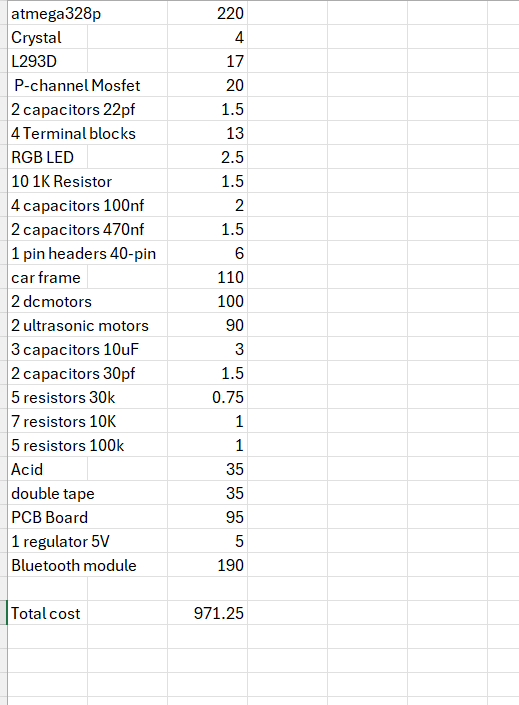 atmega328p 220
Crystal 4
L293D 17
P-channel Mosfet 20
2 capacitors 22pf 1.5
4 Terminal blocks 13
RGB LED 2.5
10 1K Resistor 1.5
4 capacitors 100nf 2
2 capacitors 470nf 1.5
1 pin headers 40-pin 6
car frame 110
2 dcmotors 100
2 ultrasonic motors 90
3 capacitors 10uF 3
2 capacitors 30pf 1.5
5 resistors 30k 0.75
7 resistors 10K 1
5 resistors 100k 1
Acid 35
double tape 35
PCB Board 95
1 regulator 5V 5
Bluetooth module 190
Total cost 971.25